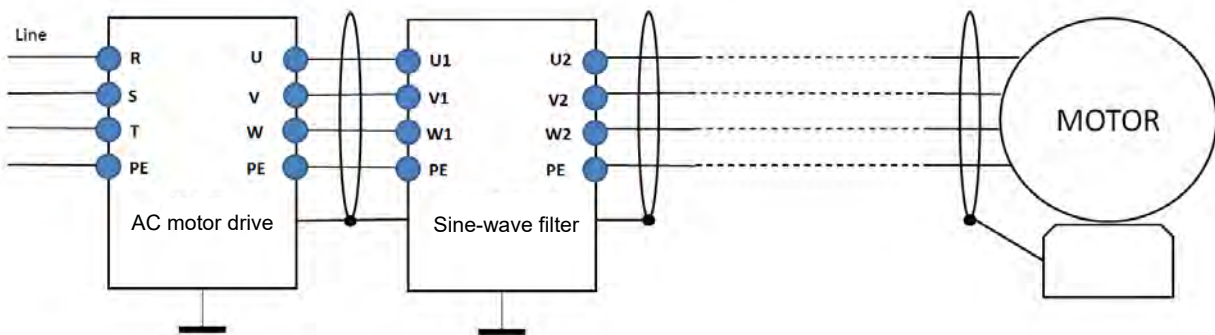 Line
R
S
T
PE
U
V
W
PE
AC motor drive
U1
V1
W1
PE
U2
V2
W2
PE
Sine-wave filter
MOTOR